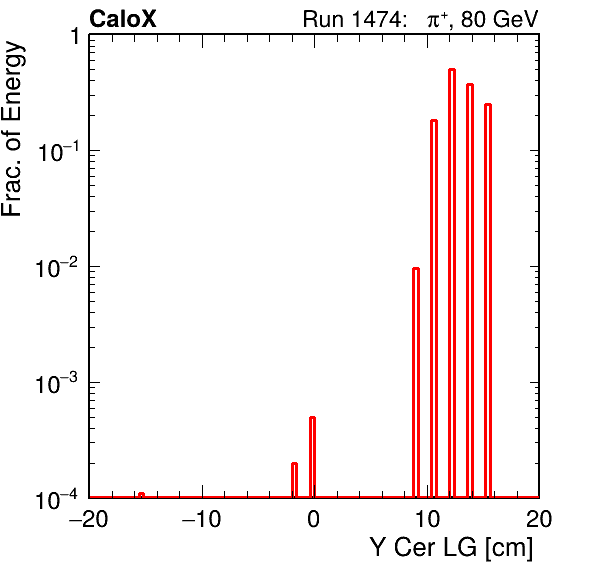 CaloX Run 1474: π⁺, 80 GeV
Frac. of Energy
1
10⁻¹
10⁻²
10⁻³
10⁻⁴
−20 −10 0 10 20
Y Cer LG [cm]